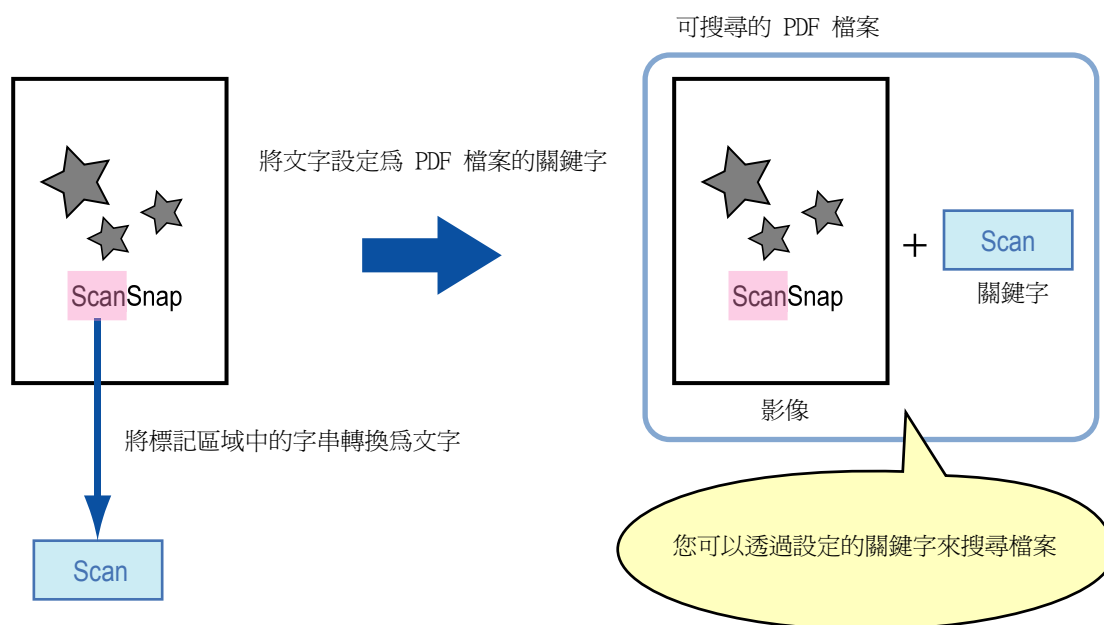 可搜尋的 PDF 檔案
將文字設定爲 PDF 檔案的關鍵字
ScanSnap
將標記區域中的字串轉換爲文字
Scan
ScanSnap
影像
+
Scan
關鍵字
您可以透過設定的關鍵字來搜尋檔案